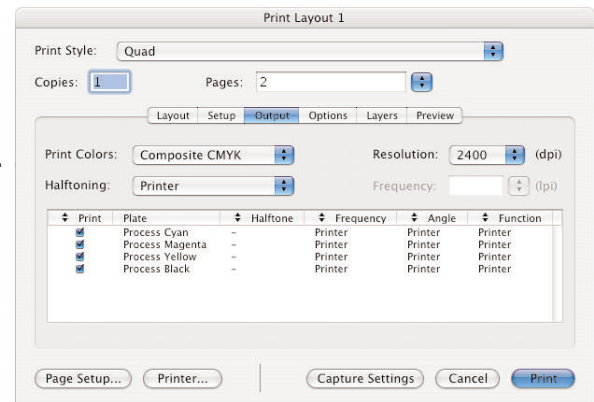 Print Layout 1
Print Style: Quad
Copies: 1 Pages: 2
Layout Setup Output Options Layers Preview
Print Colors: Composite CMYK Resolution: 2400 (dpi)
Halftoning: Printer Frequency: (lpi)
Print Plate Halftone Frequency Angle Function
Process Cyan – Printer Printer Printer
Process Magenta – Printer Printer Printer
Process Yellow – Printer Printer Printer
Process Black – Printer Printer Printer
Page Setup... Printer... Capture Settings Cancel Print